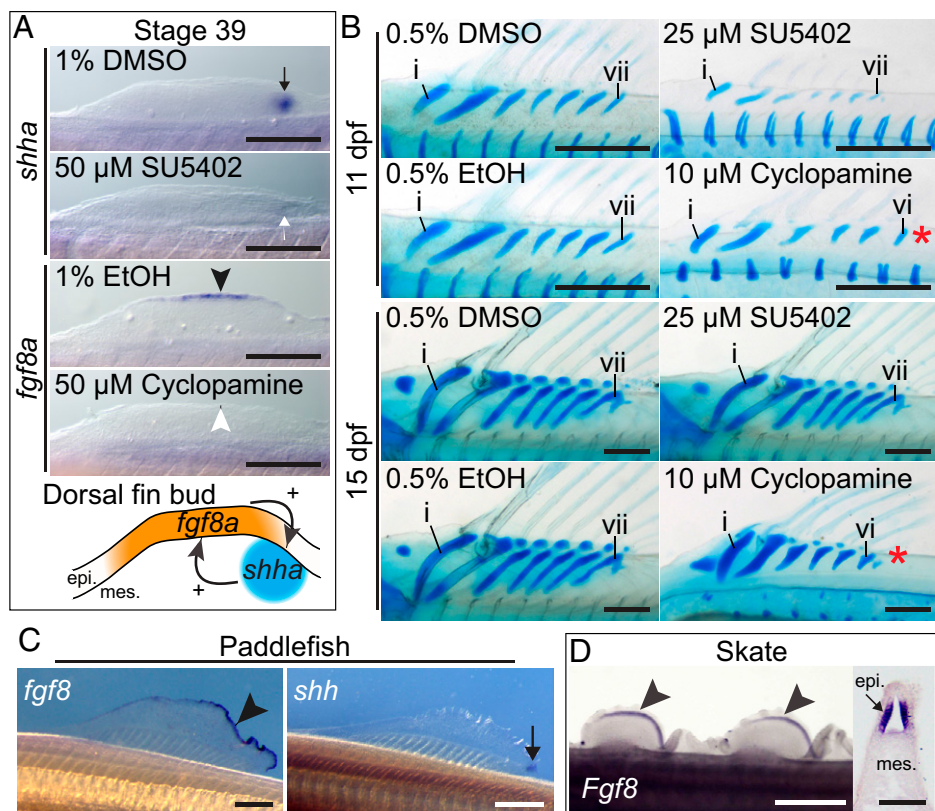 A
Stage 39
1% DMSO
shha
50 µM SU5402
1% EtOH
fgf8a
50 µM Cyclopamine
Dorsal fin bud
+
fgf8a
epi.
mes.
shha
+
B
0.5% DMSO
i
vii
25 µM SU5402
i
vii
11 dpf
0.5% EtOH
i
vii
10 µM Cyclopamine
i
vi
*
0.5% DMSO
i
vii
25 µM SU5402
i
vii
15 dpf
0.5% EtOH
i
vii
10 µM Cyclopamine
i
vi
*
C
Paddlefish
fgf8
shh
D
Skate
Fgf8
epi.
mes.